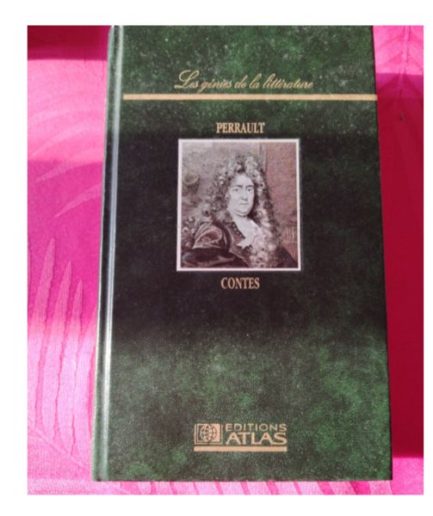 Les génies de la littérature
PERRAULT
CONTES
EDITIONS
ATLAS